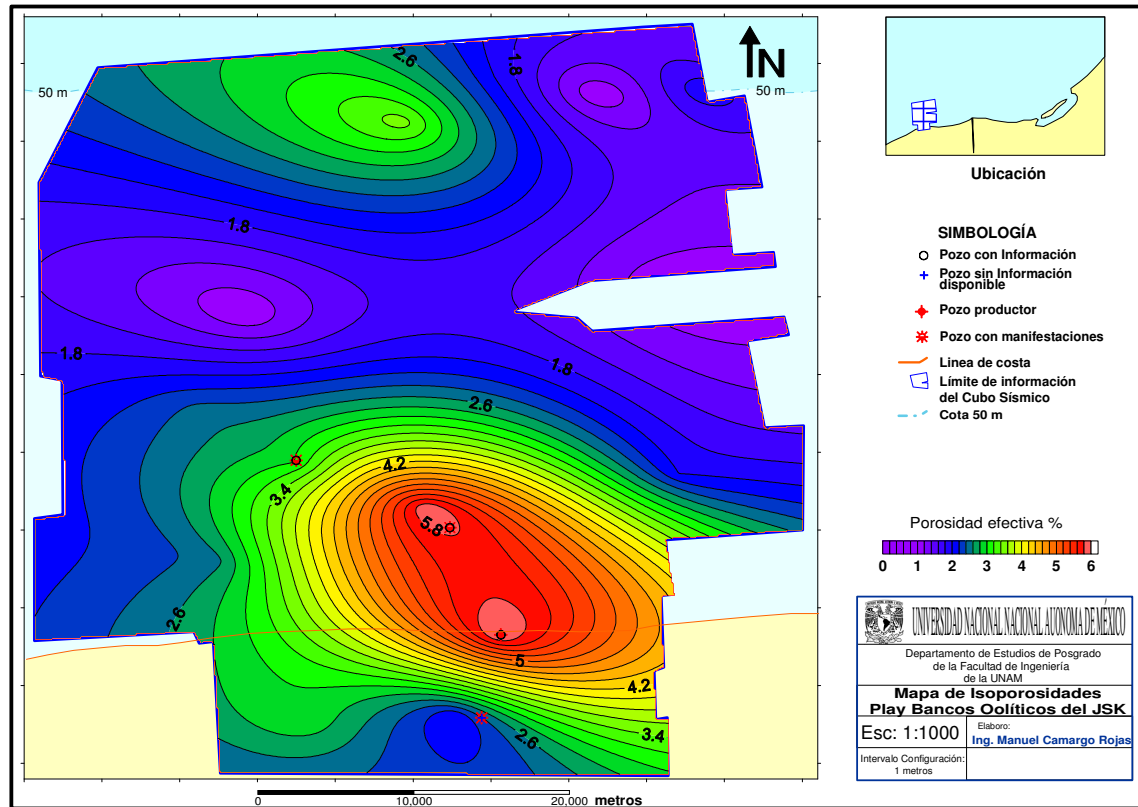 N
50 m
50 m
2.6
1.8
1.8
1.8
1.8
2.6
4.2
3.4
5.8
2.6
5
4.2
3.4
2.6
0
10,000
20,000
metros
Ubicación
SIMBOLOGÍA
Pozo con Información
Pozo sin Información
disponible
Pozo productor
Pozo con manifestaciones
Linea de costa
Límite de información
del Cubo Sísmico
Cota 50 m
Porosidad efectiva %
0 1 2 3 4 5 6
UNIVERSIDAD NACIONAL NACIONAL AUTONOMA DE MÉXICO
Departamento de Estudios de Posgrado
de la Facultad de Ingeniería
de la UNAM
Mapa de Isoporosidades
Play Bancos Oolíticos del JSK
Esc: 1:1000
Elaboro:
Ing. Manuel Camargo Rojas
Intervalo Configuración:
1 metros